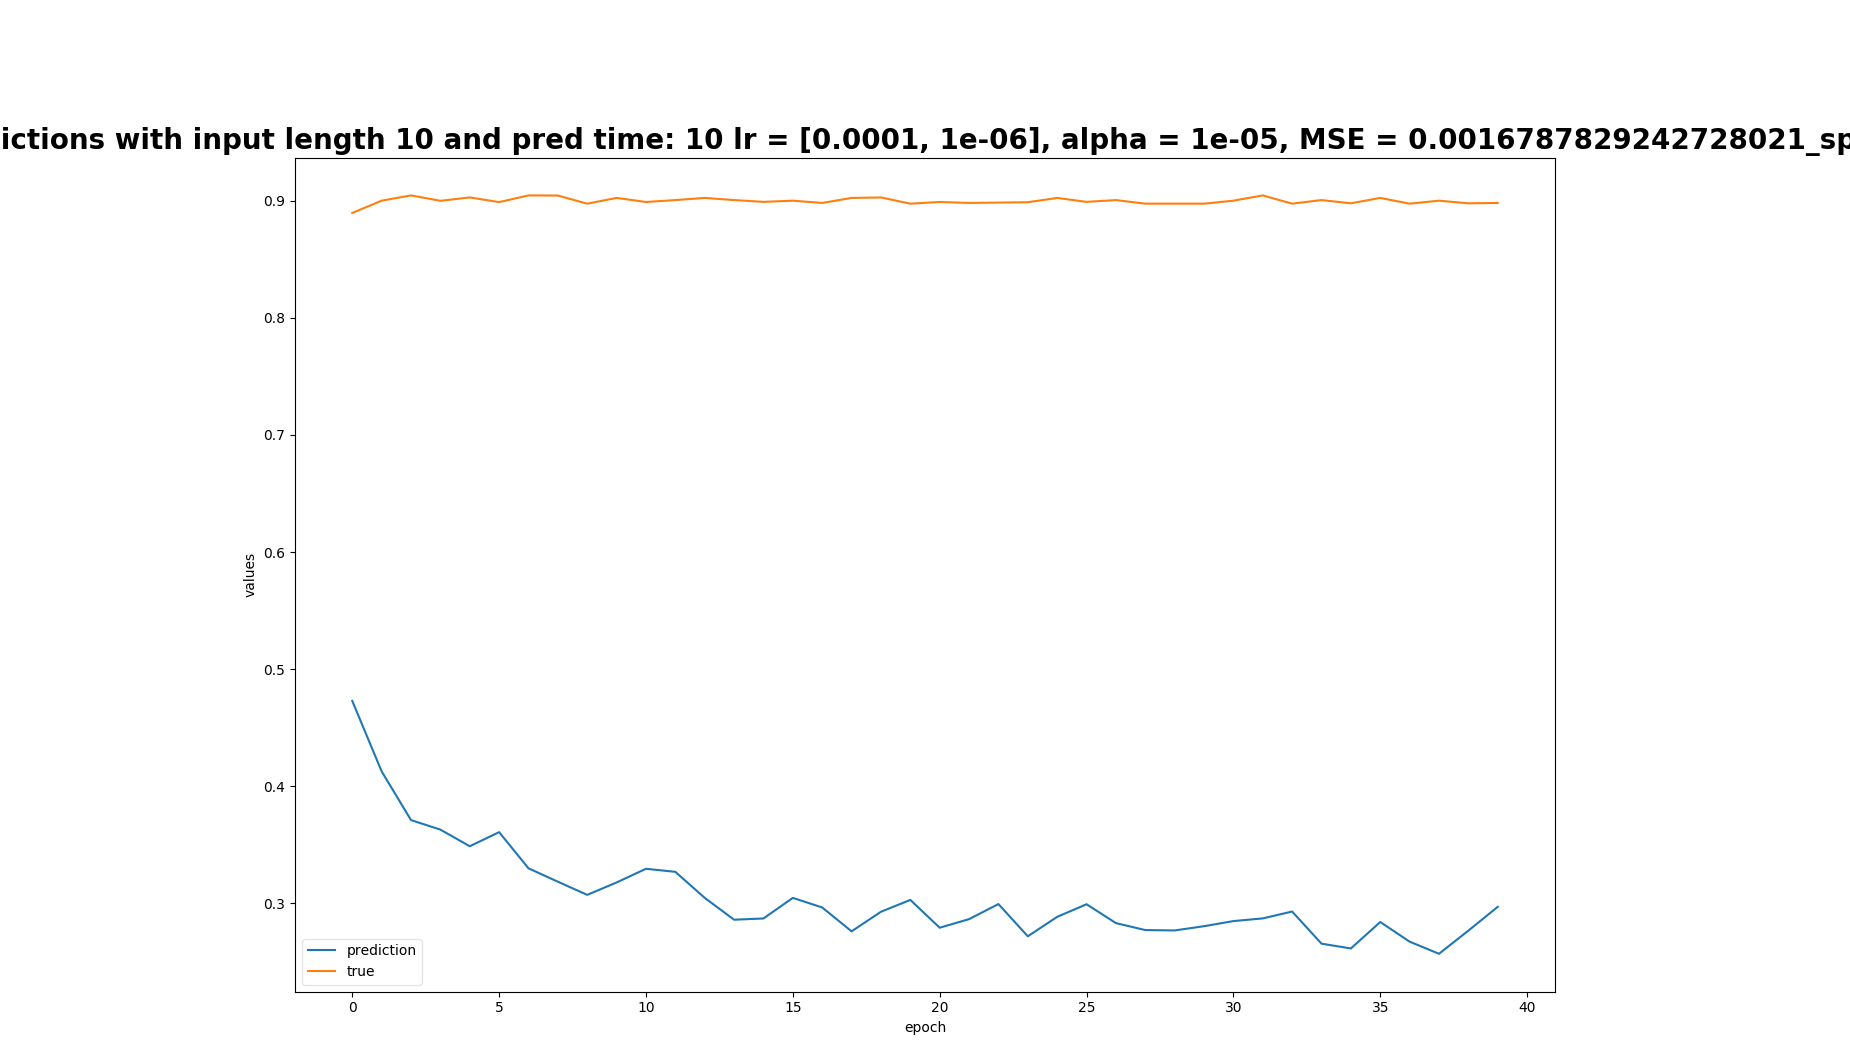 ictions with input length 10 and pred time: 10 lr = [0.0001, 1e-06], alpha = 1e-05, MSE = 0.0016787829242728021_sp
0.9
0.8
0.7
0.6
0.5
0.4
0.3
values
prediction
true
0 5 10 15 20 25 30 35 40
epoch